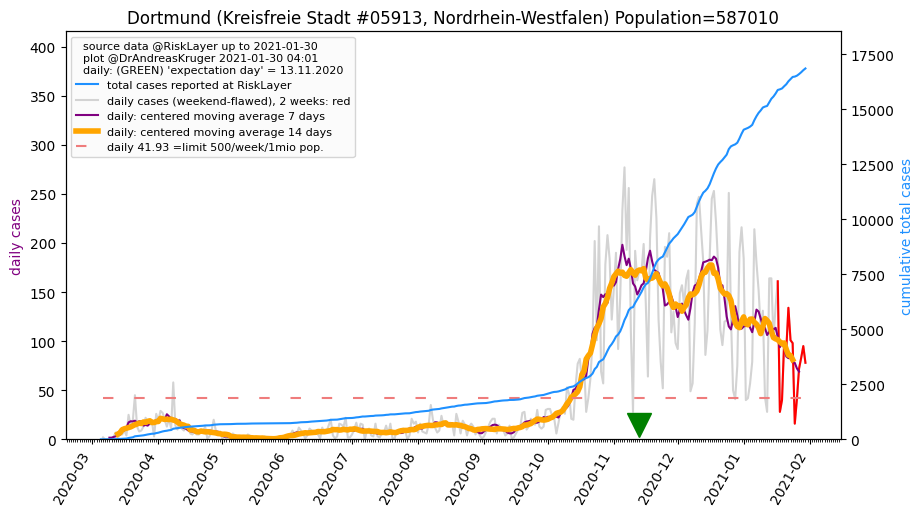 Dortmund (Kreisfreie Stadt #05913, Nordrhein-Westfalen) Population=587010
source data @RiskLayer up to 2021-01-30
plot @DrAndreasKruger 2021-01-30 04:01
daily: (GREEN) 'expectation day' = 13.11.2020
total cases reported at RiskLayer
daily cases (weekend-flawed), 2 weeks: red
daily: centered moving average 7 days
daily: centered moving average 14 days
daily 41.93 =limit 500/week/1mio pop.
daily cases
400
350
300
250
200
150
100
50
0
17500
15000
12500
10000
7500
5000
2500
0
cumulative total cases
2020-03
2020-04
2020-05
2020-06
2020-07
2020-08
2020-09
2020-10
2020-11
2020-12
2021-01
2021-02